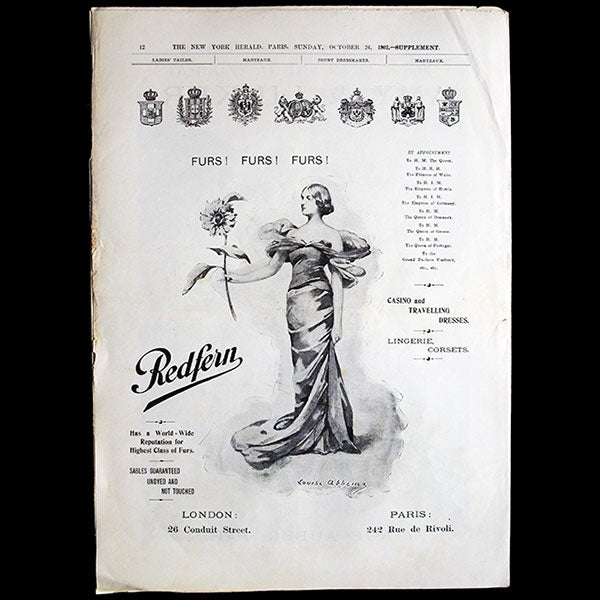 12 THE NEW YORK HERALD, PARIS, SUNDAY, OCTOBER 26, 1902.—SUPPLEMENT.
LADIES' TAILOR. MANTEAUX. COURT DRESSMAKER. MANTEAUX.
FURS! FURS! FURS!
BY APPOINTMENT
To H. M. The Queen.
To H. R. H.
The Princess of Wales.
To H. I. M.
The Empress of Russia.
To H. I. M.
The Empress of Germany.
To H. M.
The Queen of Denmark.
To H. M.
The Queen of Greece.
To H. M.
The Queen of Portugal.
To the
Grand Duchess Vladimir,
etc., etc.
CASINO and
TRAVELLING
DRESSES.
LINGERIE,
CORSETS.
Redfern
Has a World-Wide
Reputation for
Highest Class of Furs.
SABLES GUARANTEED
UNDYED AND
NOT TOUCHED
Louise Abbema
LONDON:
26 Conduit Street.
PARIS:
242 Rue de Rivoli.